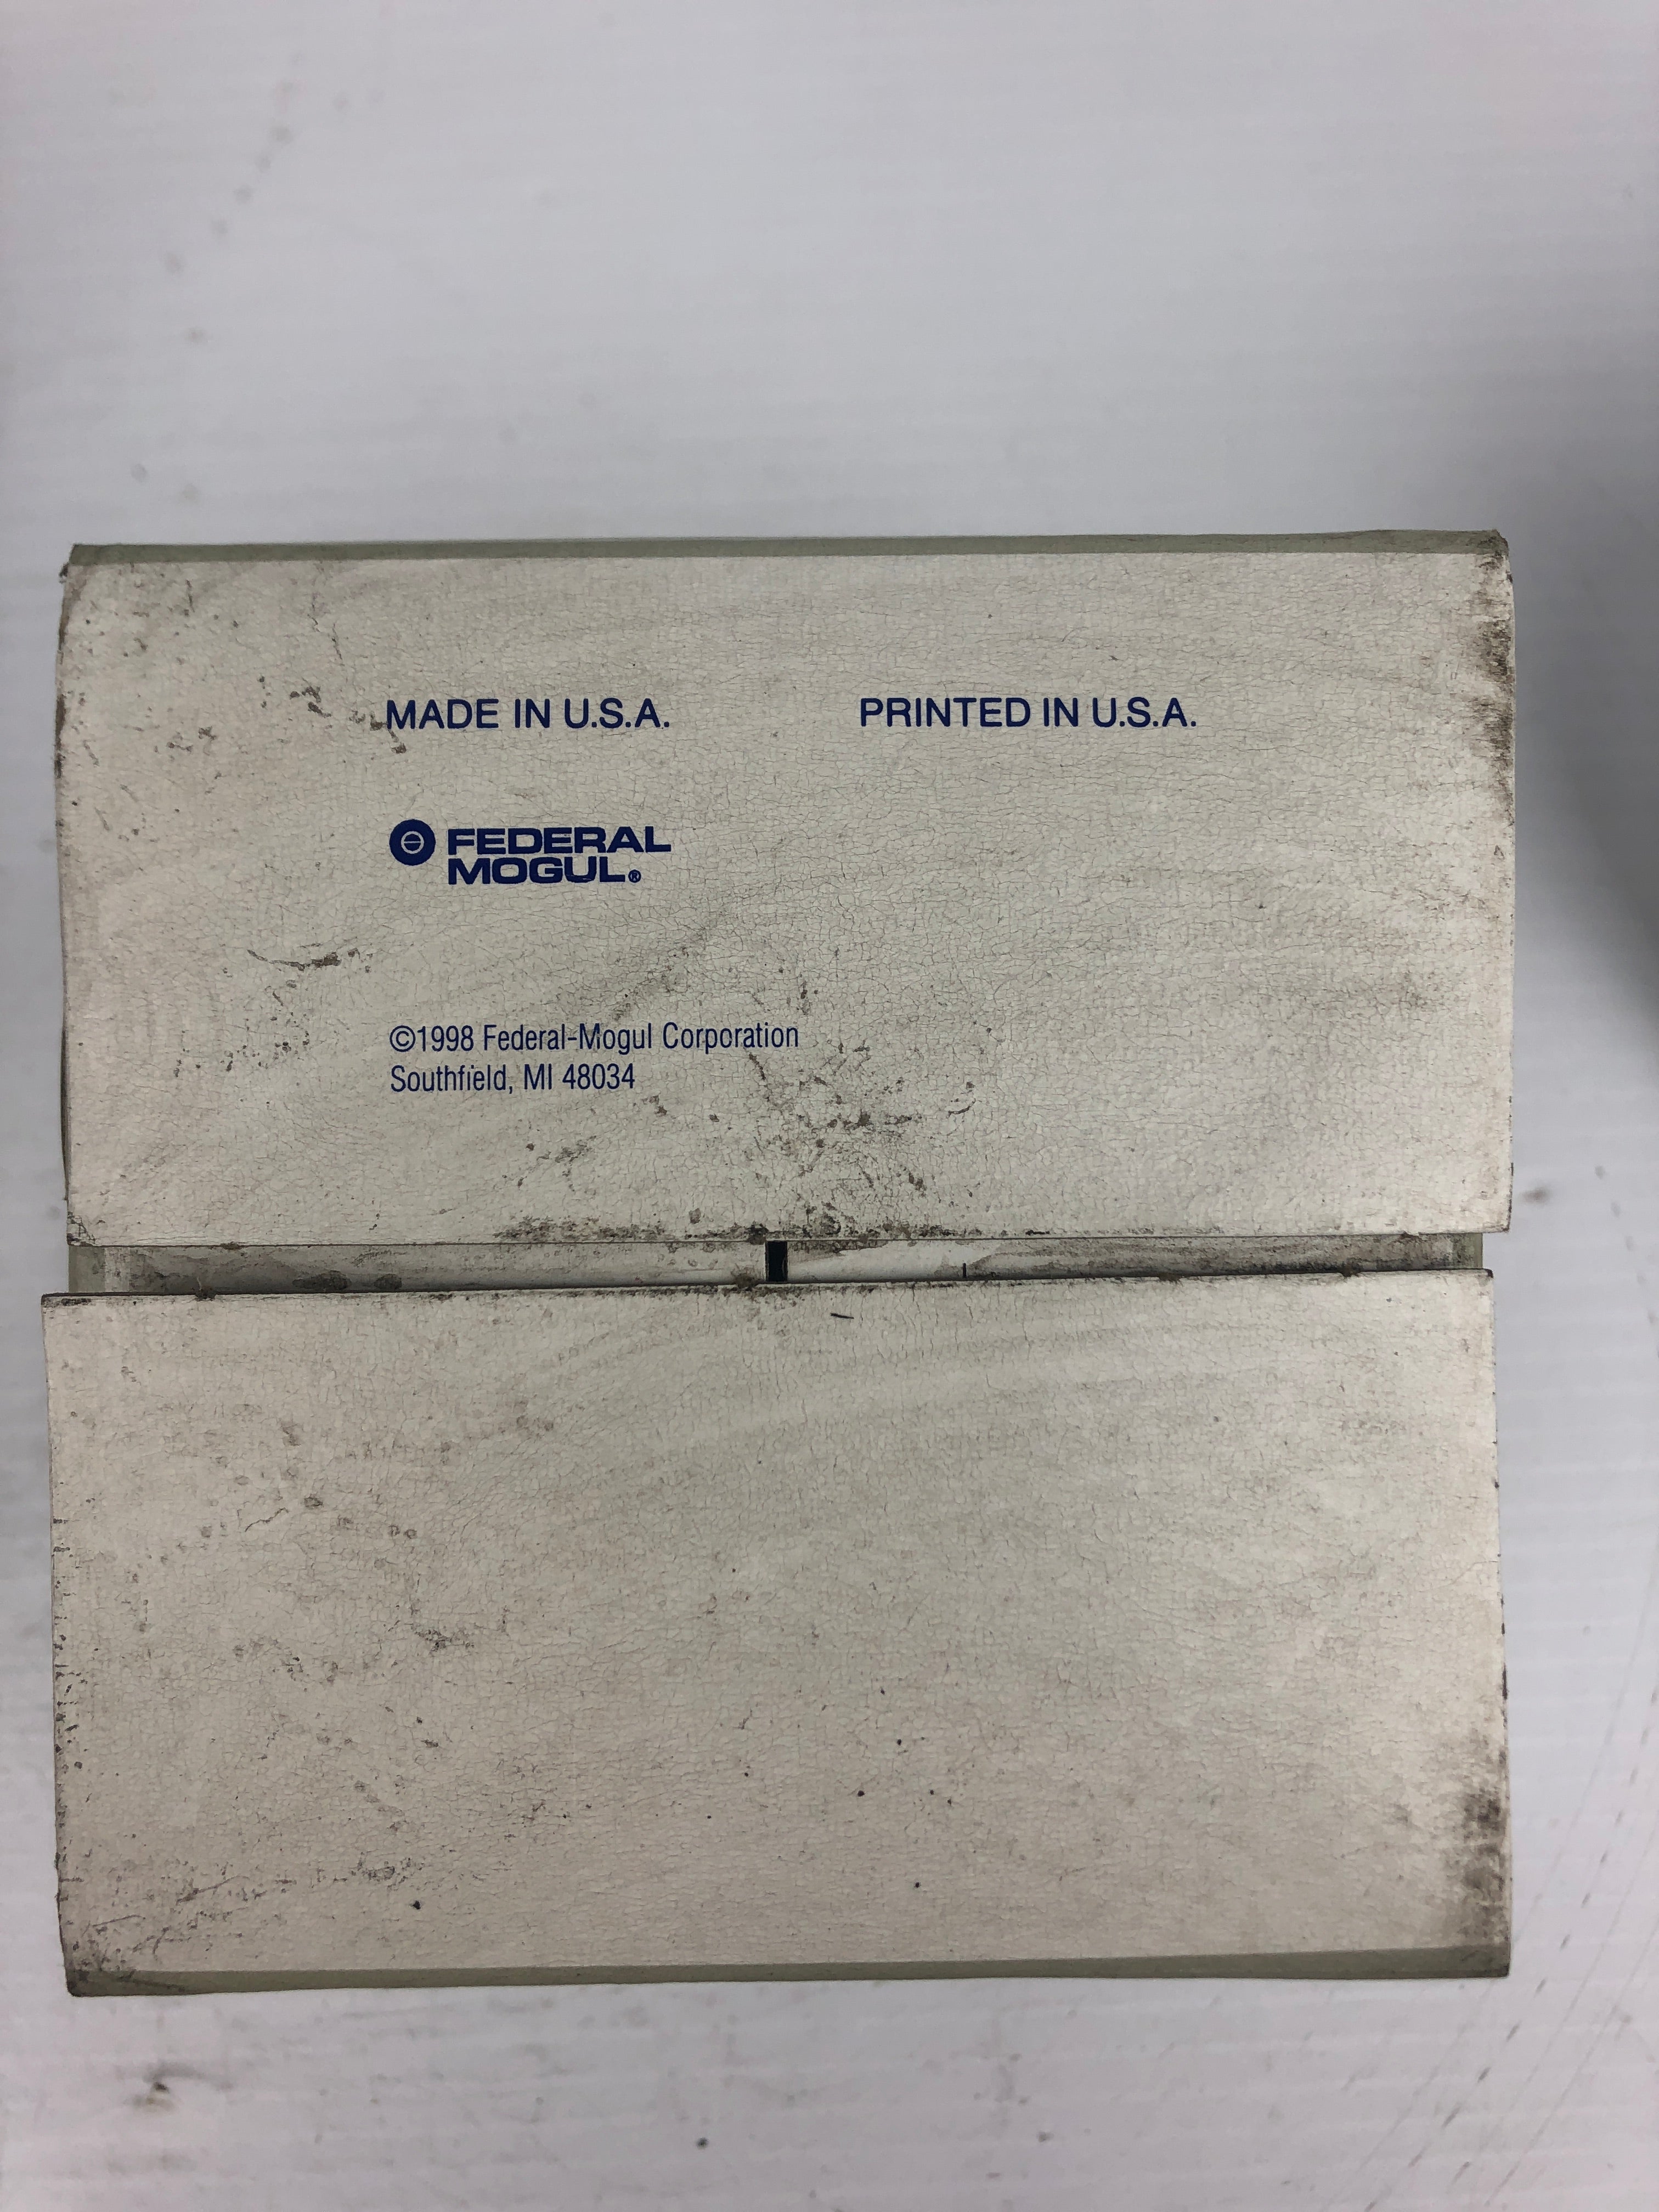 MADE IN U.S.A. PRINTED IN U.S.A.
FEDERAL
MOGUL®
©1998 Federal-Mogul Corporation
Southfield, MI 48034